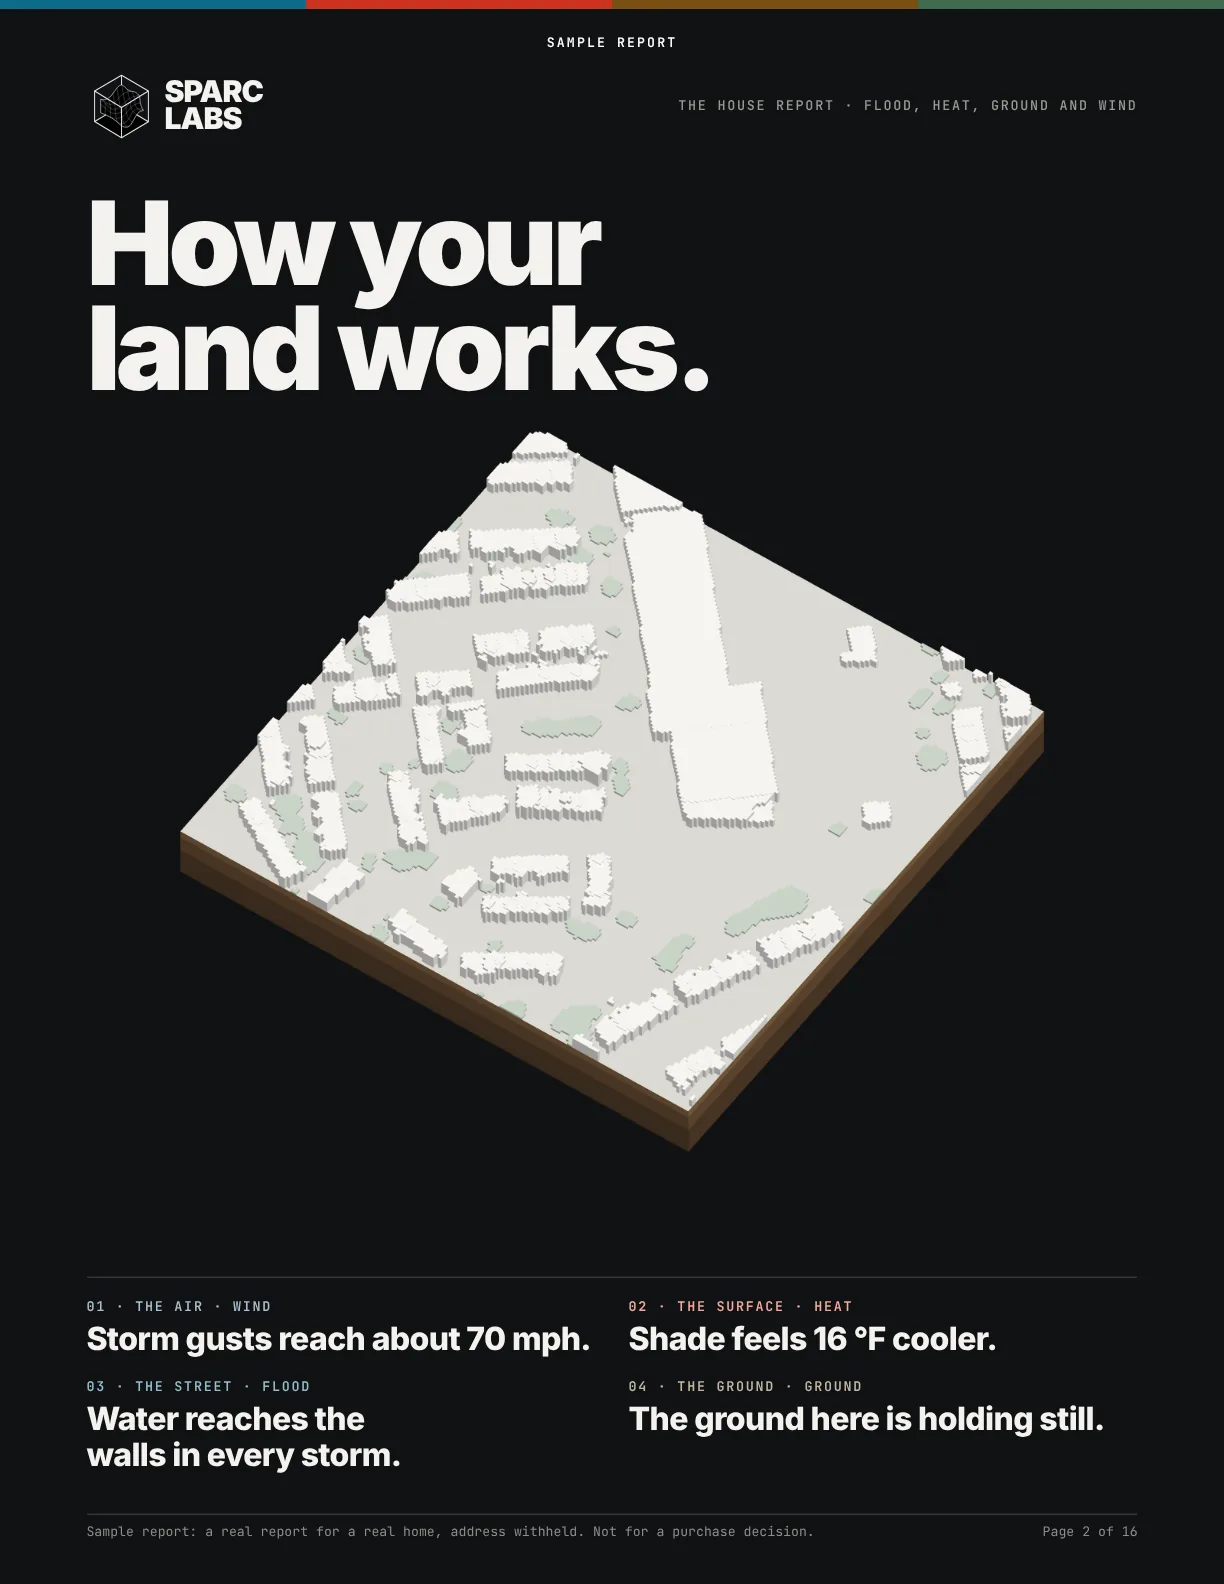 SAMPLE REPORT
SPARC
LABS
THE HOUSE REPORT · FLOOD, HEAT, GROUND AND WIND
How your
land works.
01 · THE AIR · WIND
Storm gusts reach about 70 mph.
02 · THE SURFACE · HEAT
Shade feels 16 °F cooler.
03 · THE STREET · FLOOD
Water reaches the
walls in every storm.
04 · THE GROUND · GROUND
The ground here is holding still.
Sample report: a real report for a real home, address withheld. Not for a purchase decision.
Page 2 of 16